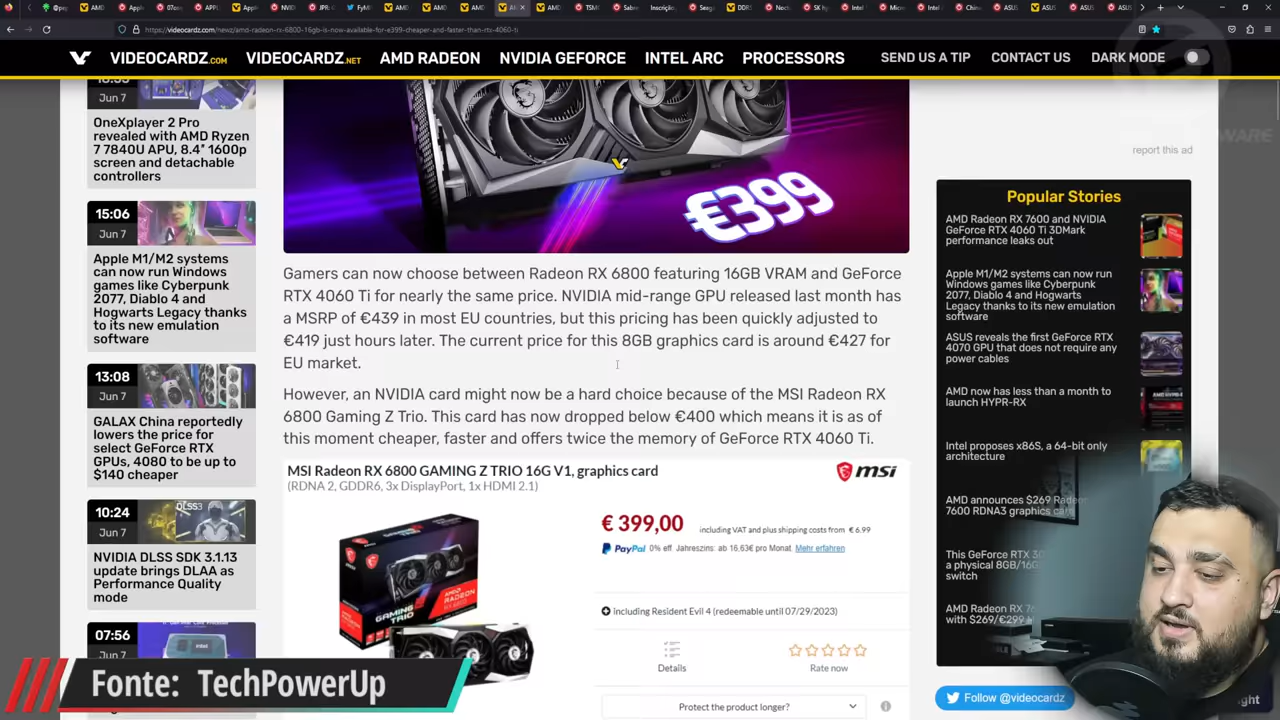 https://videocardz.com/newz/amd-radeon-rx-6800-16gb-is-now-available-for-e399-cheaper-and-faster-than-rtx-4060-ti
VIDEOCARDZ.COM
VIDEOCARDZ.NET
AMD RADEON
NVIDIA GEFORCE
INTEL ARC
PROCESSORS
SEND US A TIP
CONTACT US
DARK MODE
Jun 7
OneXplayer 2 Pro
revealed with AMD Ryzen
7 7840U APU, 8.4” 1600p
screen and detachable
controllers
15:06
Jun 7
Apple M1/M2 systems
can now run Windows
games like Cyberpunk
2077, Diablo 4 and
Hogwarts Legacy thanks
to its new emulation
software
13:08
Jun 7
GALAX China reportedly
lowers the price for
select GeForce RTX
GPUs, 4080 to be up to
$140 cheaper
10:24
Jun 7
DLSS3
NVIDIA DLSS SDK 3.1.13
update brings DLAA as
Performance Quality
mode
07:56
Jun 7
€399
Gamers can now choose between Radeon RX 6800 featuring 16GB VRAM and GeForce
RTX 4060 Ti for nearly the same price. NVIDIA mid-range GPU released last month has
a MSRP of €439 in most EU countries, but this pricing has been quickly adjusted to
€419 just hours later. The current price for this 8GB graphics card is around €427 for
EU market.
However, an NVIDIA card might now be a hard choice because of the MSI Radeon RX
6800 Gaming Z Trio. This card has now dropped below €400 which means it is as of
this moment cheaper, faster and offers twice the memory of GeForce RTX 4060 Ti.
MSI Radeon RX 6800 GAMING Z TRIO 16G V1, graphics card
(RDNA 2, GDDR6, 3x DisplayPort, 1x HDMI 2.1)
msi
€ 399,00
including VAT and plus shipping costs from € 6.99
PayPal 0% eff. Jahreszins: ab 16,63€ pro Monat. Mehr erfahren
Including Resident Evil 4 (redeemable until 07/29/2023)
Details
Rate now
Protect the product longer?
report this ad
Popular Stories
AMD Radeon RX 7600 and NVIDIA
GeForce RTX 4060 Ti 3DMark
performance leaks out
Apple M1/M2 systems can now run
Windows games like Cyberpunk
2077, Diablo 4 and Hogwarts
Legacy thanks to its new emulation
software
ASUS reveals the first GeForce RTX
4070 GPU that does not require any
power cables
AMD now has less than a month to
launch HYPR-RX
Intel proposes x86S, a 64-bit only
architecture
AMD announces $269 Radeon
7600 RDNA3 graphics card
This GeForce RTX
a physical 8GB/16G
switch
AMD Radeon RX
with $269/€299
Follow @videocardz
Fonte: TechPowerUp